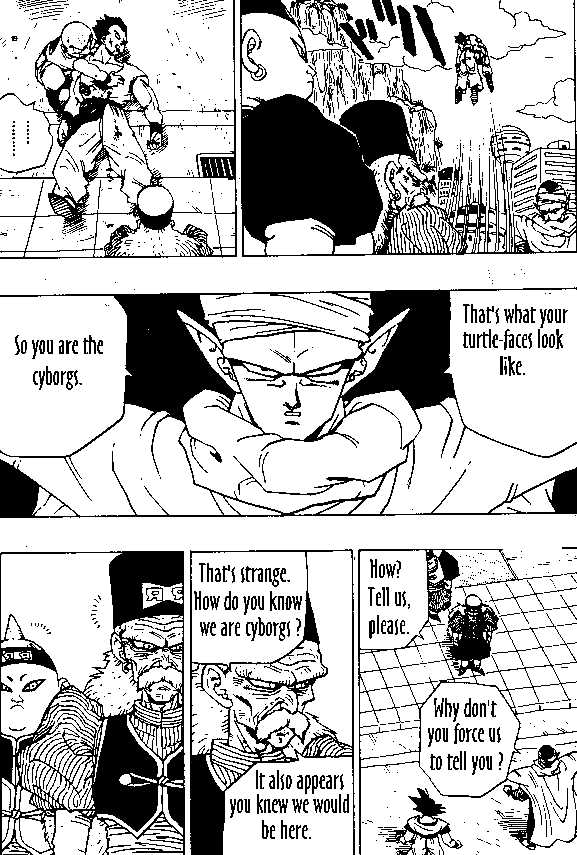 So you are the
cyborgs.
That's what your
turtle-faces look
like.
That's strange.
How do you know
we are cyborgs ?
It also appears
you knew we would
be here.
How?
Tell us,
please.
Why don't
you force us
to tell you ?